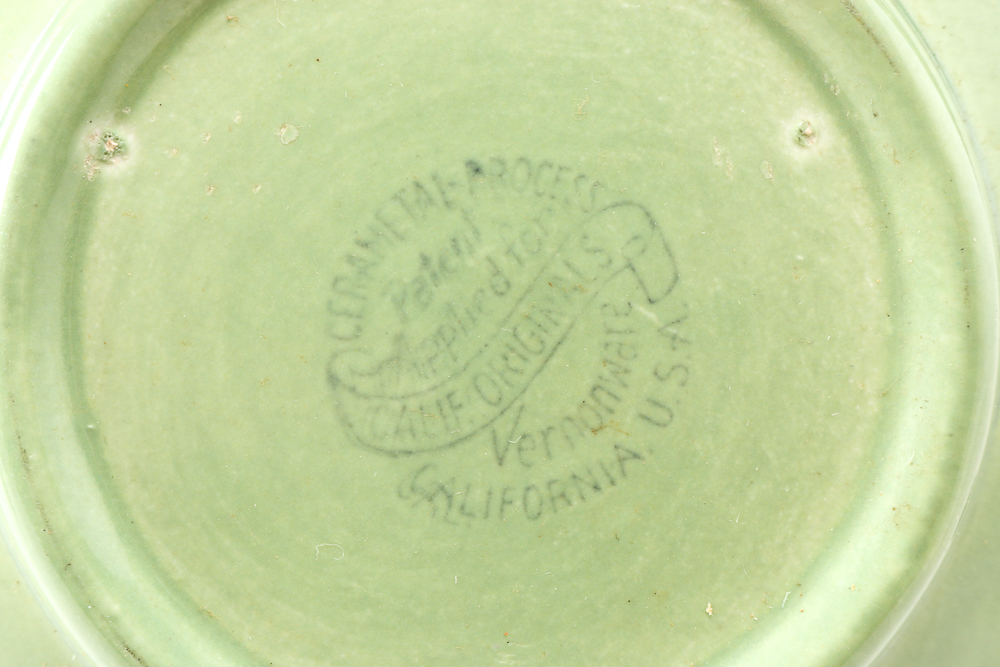 CERAMETAL-PROCESS
Patent
Applied for
CALIF. ORIGINALS
Vernonware
CALIFORNIA. U.S.A.